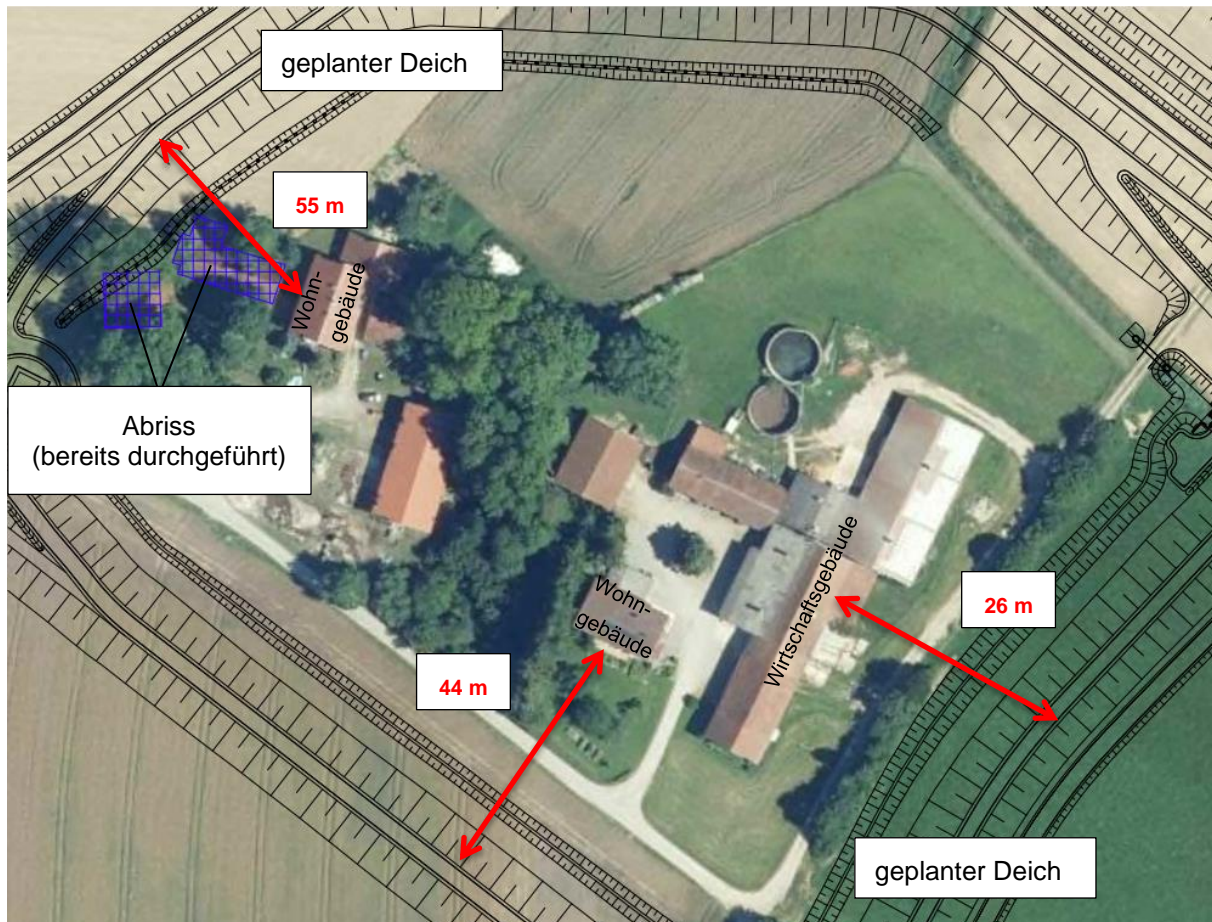 geplanter Deich
55 m
Wohn-
gebäude
Abriss
(bereits durchgeführt)
Wohn-
gebäude
Wirtschaftsgebäude
26 m
44 m
geplanter Deich